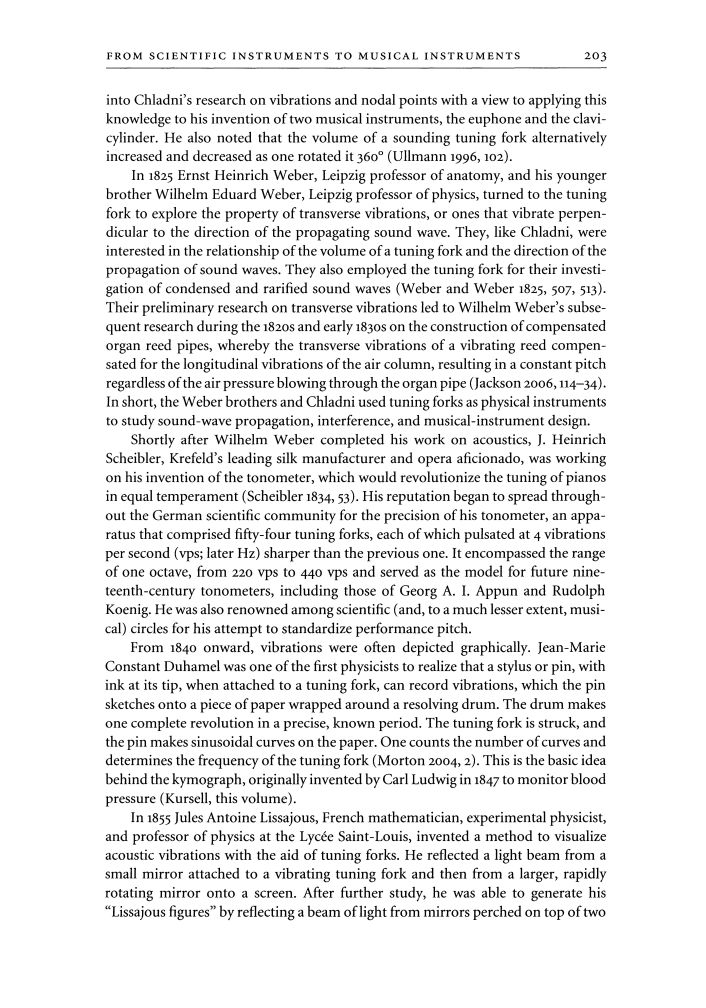 FROM SCIENTIFIC INSTRUMENTS TO MUSICAL INSTRUMENTS 203
into Chladni's research on vibrations and nodal points with a view to applying this
knowledge to his invention of two musical instruments, the euphone and the clavi-
cylinder. He also noted that the volume of a sounding tuning fork alternatively
increased and decreased as one rotated it 360° (Ullmann 1996, 102).
In 1825 Ernst Heinrich Weber, Leipzig professor of anatomy, and his younger
brother Wilhelm Eduard Weber, Leipzig professor of physics, turned to the tuning
fork to explore the property of transverse vibrations, or ones that vibrate perpen-
dicular to the direction of the propagating sound wave. They, like Chladni, were
interested in the relationship of the volume of a tuning fork and the direction of the
propagation of sound waves. They also employed the tuning fork for their investi-
gation of condensed and rarified sound waves (Weber and Weber 1825, 507, 513).
Their preliminary research on transverse vibrations led to Wilhelm Weber's subse-
quent research during the 1820s and early 1830s on the construction of compensated
organ reed pipes, whereby the transverse vibrations of a vibrating reed compen-
sated for the longitudinal vibrations of the air column, resulting in a constant pitch
regardless of the air pressure blowing through the organ pipe (Jackson 2006, 114–34).
In short, the Weber brothers and Chladni used tuning forks as physical instruments
to study sound-wave propagation, interference, and musical-instrument design.
Shortly after Wilhelm Weber completed his work on acoustics, J. Heinrich
Scheibler, Krefeld's leading silk manufacturer and opera aficionado, was working
on his invention of the tonometer, which would revolutionize the tuning of pianos
in equal temperament (Scheibler 1834, 53). His reputation began to spread through-
out the German scientific community for the precision of his tonometer, an appa-
ratus that comprised fifty-four tuning forks, each of which pulsated at 4 vibrations
per second (vps; later Hz) sharper than the previous one. It encompassed the range
of one octave, from 220 vps to 440 vps and served as the model for future nine-
teenth-century tonometers, including those of Georg A. I. Appun and Rudolph
Koenig. He was also renowned among scientific (and, to a much lesser extent, musi-
cal) circles for his attempt to standardize performance pitch.
From 1840 onward, vibrations were often depicted graphically. Jean-Marie
Constant Duhamel was one of the first physicists to realize that a stylus or pin, with
ink at its tip, when attached to a tuning fork, can record vibrations, which the pin
sketches onto a piece of paper wrapped around a resolving drum. The drum makes
one complete revolution in a precise, known period. The tuning fork is struck, and
the pin makes sinusoidal curves on the paper. One counts the number of curves and
determines the frequency of the tuning fork (Morton 2004, 2). This is the basic idea
behind the kymograph, originally invented by Carl Ludwig in 1847 to monitor blood
pressure (Kursell, this volume).
In 1855 Jules Antoine Lissajous, French mathematician, experimental physicist,
and professor of physics at the Lycée Saint-Louis, invented a method to visualize
acoustic vibrations with the aid of tuning forks. He reflected a light beam from a
small mirror attached to a vibrating tuning fork and then from a larger, rapidly
rotating mirror onto a screen. After further study, he was able to generate his
"Lissajous figures" by reflecting a beam of light from mirrors perched on top of two